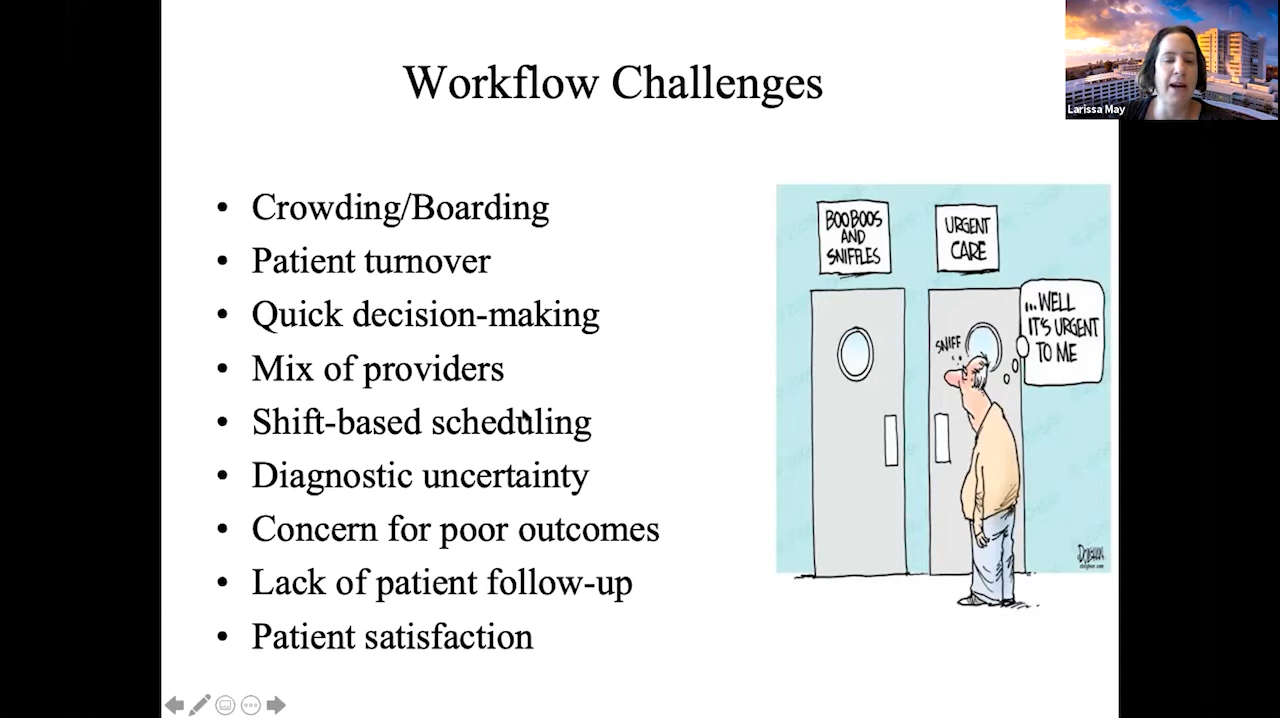 Workflow Challenges
Larissa May
• Crowding/Boarding
• Patient turnover
• Quick decision-making
• Mix of providers
• Shift-based scheduling
• Diagnostic uncertainty
• Concern for poor outcomes
• Lack of patient follow-up
• Patient satisfaction
BOOBOOS
AND
SNIFFLES
URGENT
CARE
...WELL
IT'S URGENT
TO ME
SNIFF